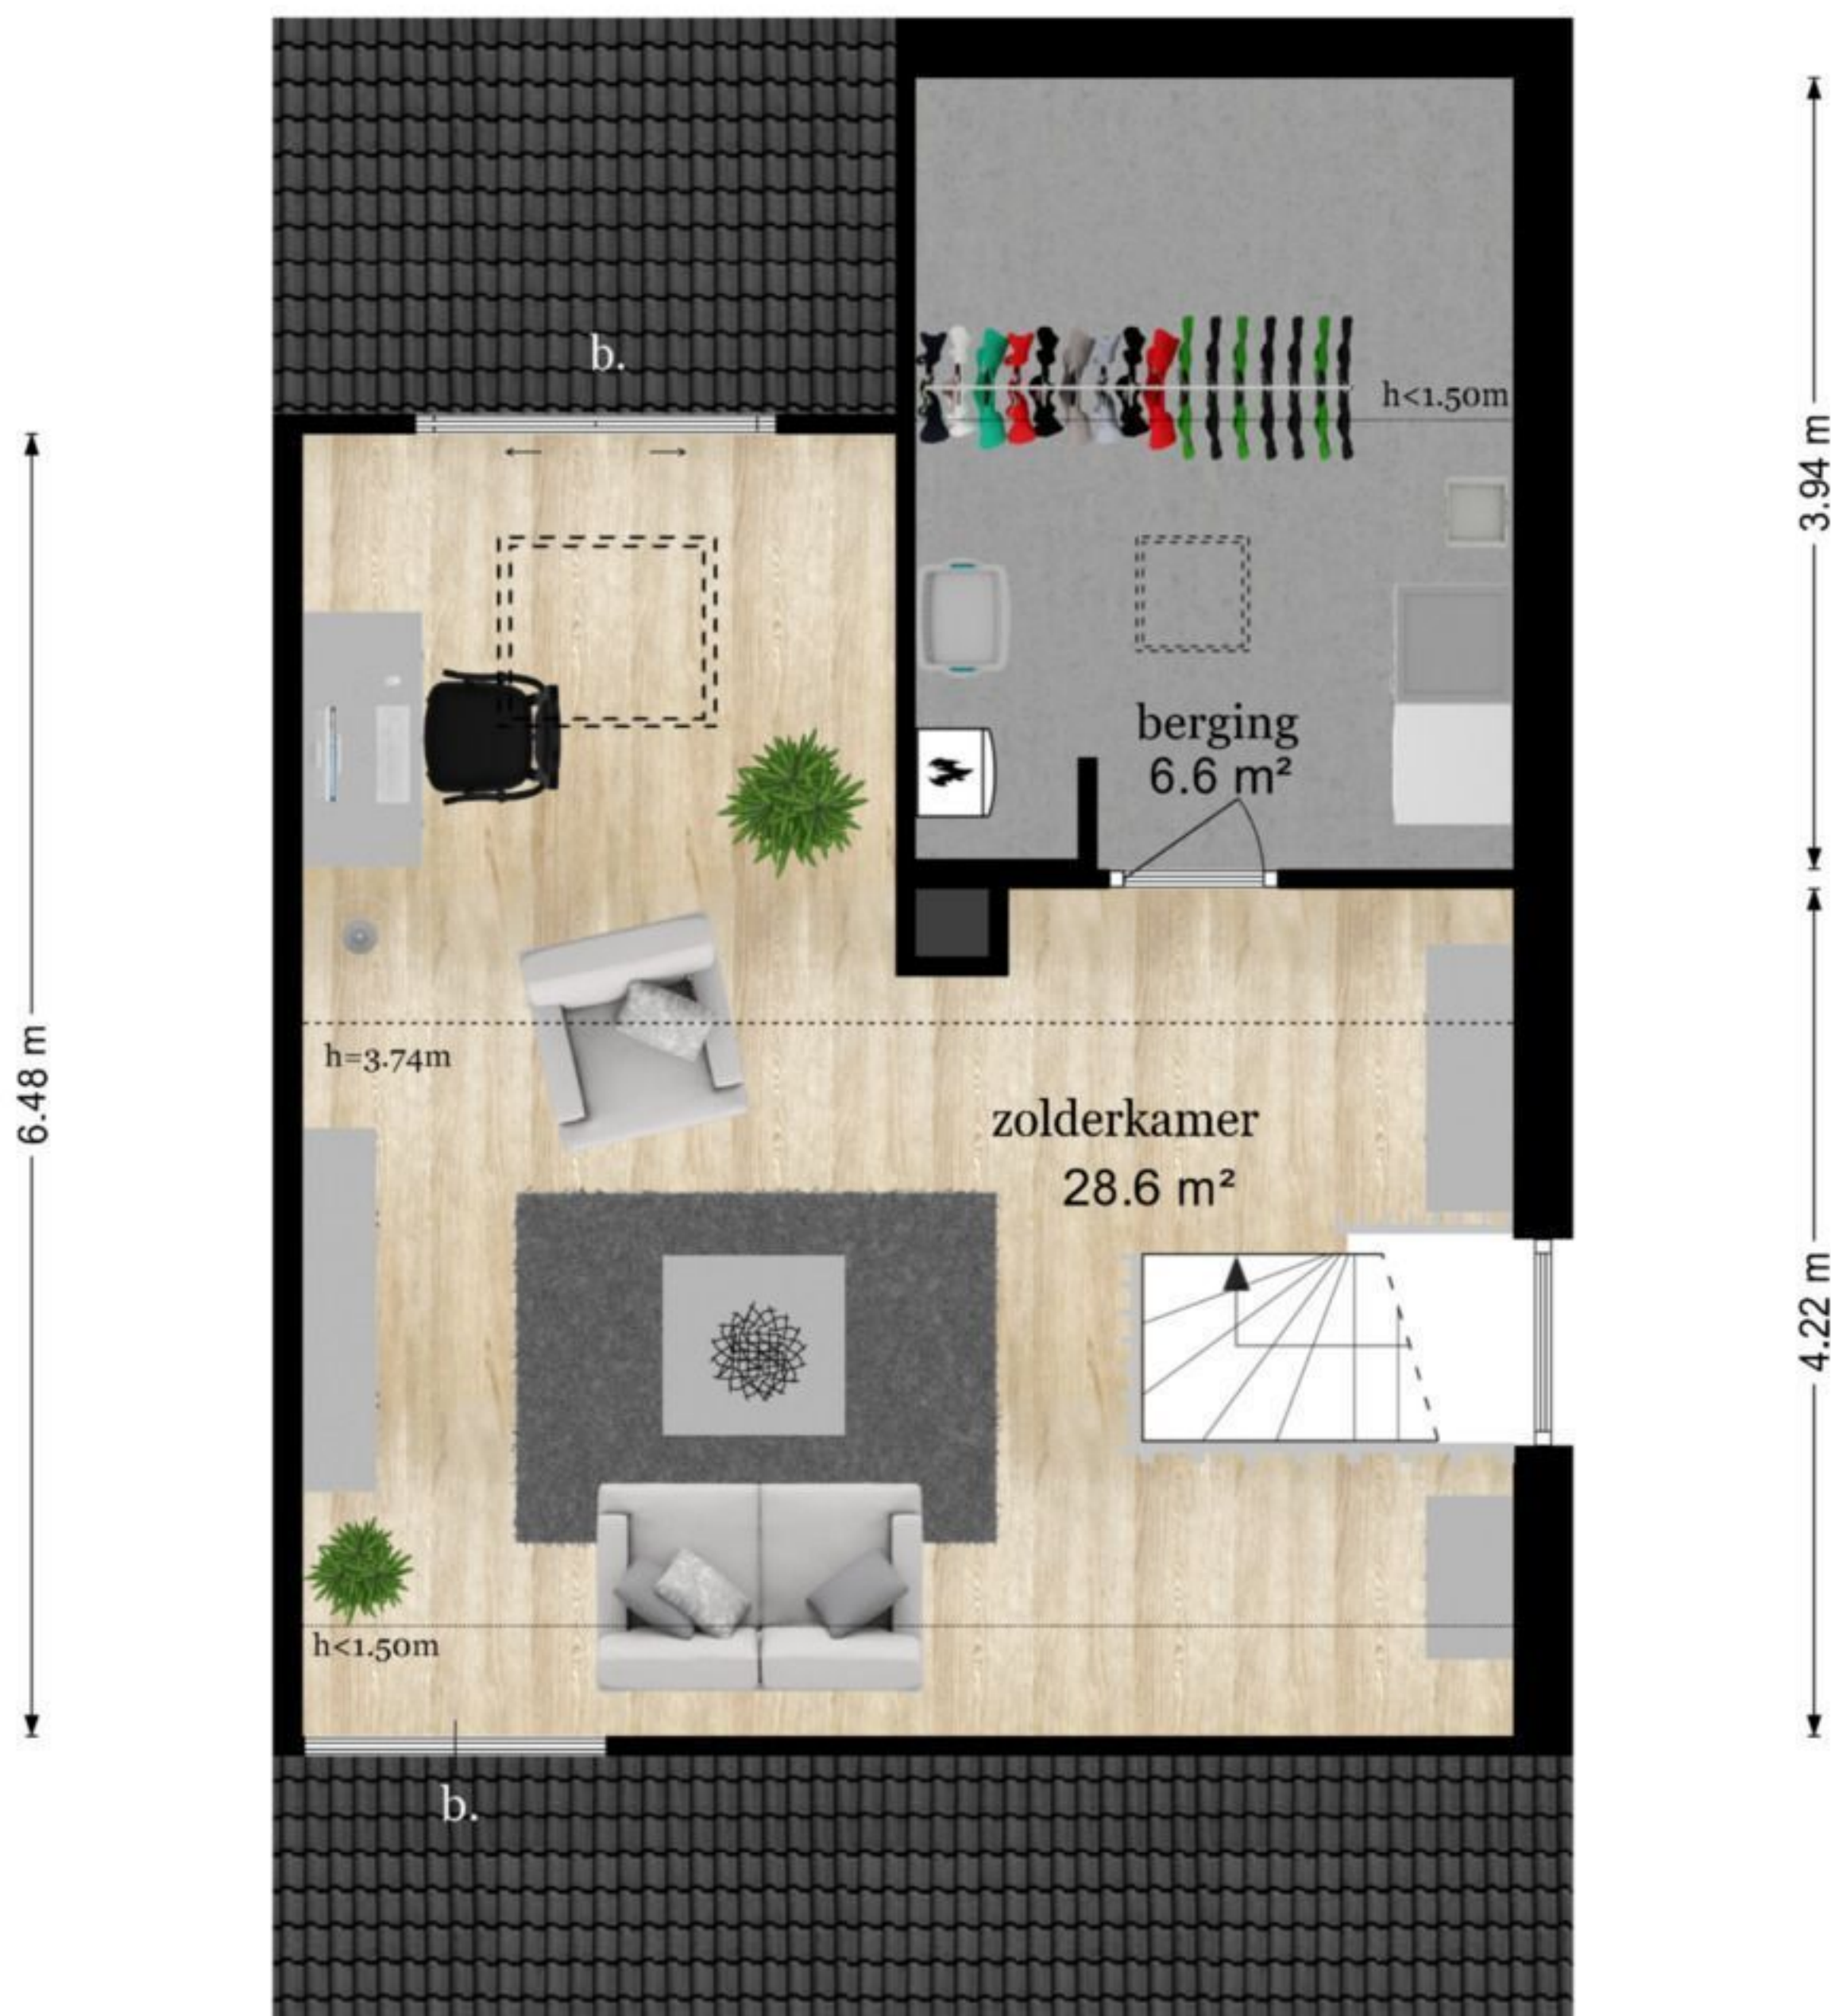 b.
h<1.50m
3.94 m
berging
6.6 m²
6.48 m
h=3.74m
zolderkamer
28.6 m²
4.22 m
h<1.50m
b.